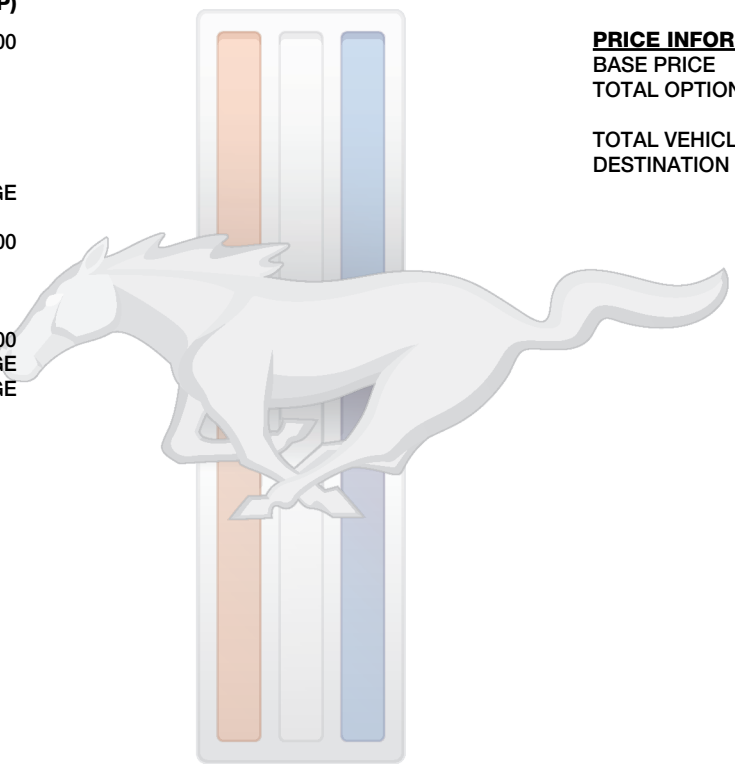 P)
00
GE
00
00
GE
GE
PRICE INFOR
BASE PRICE
TOTAL OPTION
TOTAL VEHICL
DESTINATION